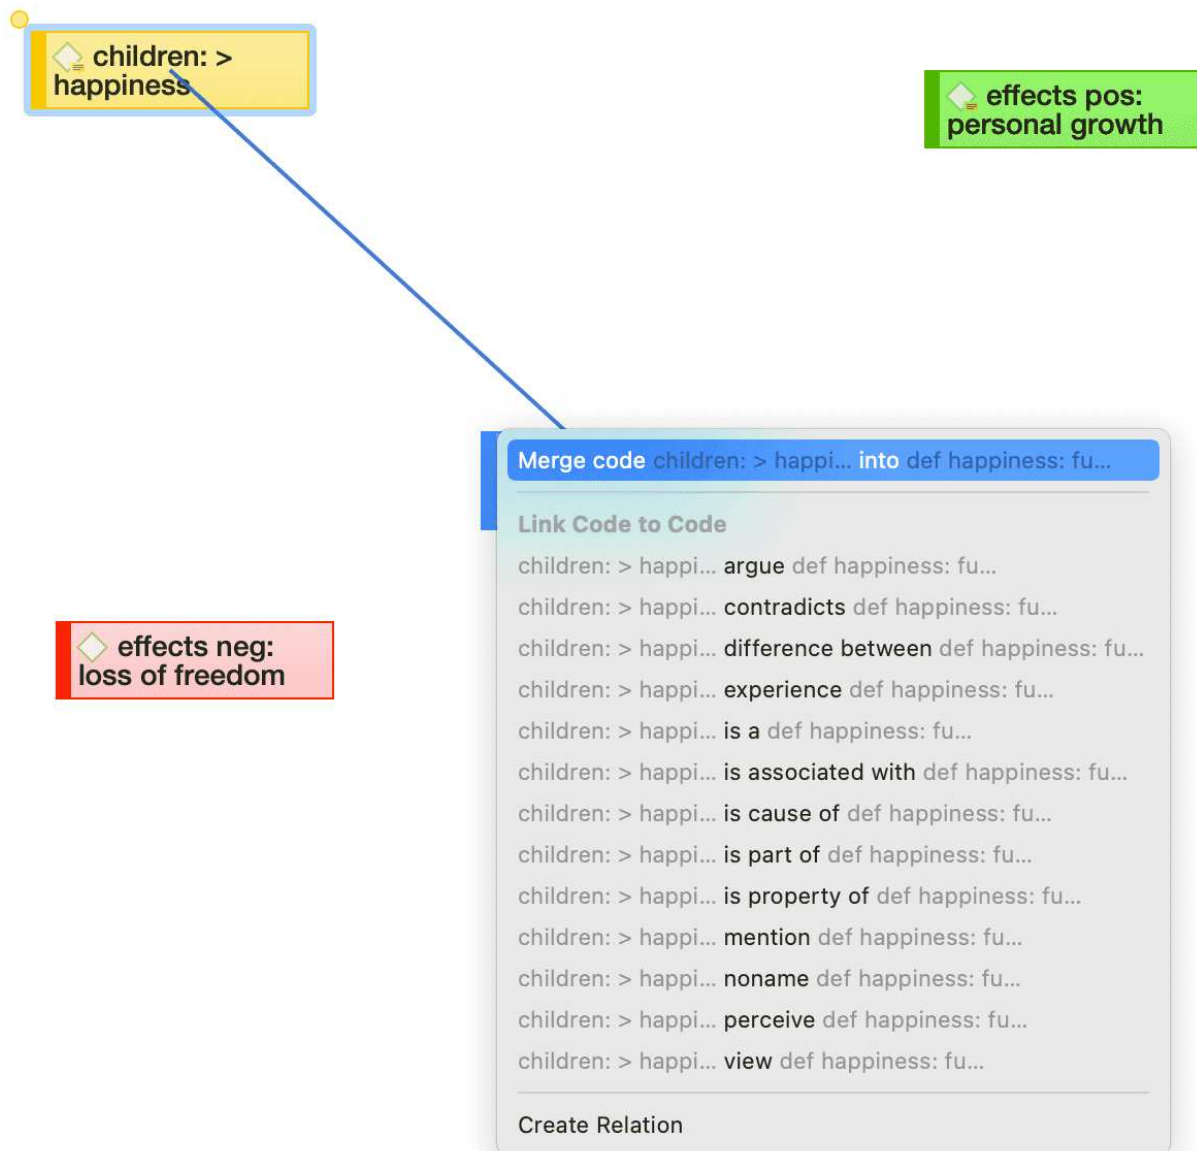 children: >
happiness
effects pos:
personal growth
Merge code children: > happi... into def happiness: fu...
Link Code to Code
children: > happi... argue def happiness: fu...
children: > happi... contradicts def happiness: fu...
children: > happi... difference between def happiness: fu...
children: > happi... experience def happiness: fu...
children: > happi... is a def happiness: fu...
children: > happi... is associated with def happiness: fu...
children: > happi... is cause of def happiness: fu...
children: > happi... is part of def happiness: fu...
children: > happi... is property of def happiness: fu...
children: > happi... mention def happiness: fu...
children: > happi... noname def happiness: fu...
children: > happi... perceive def happiness: fu...
children: > happi... view def happiness: fu...
Create Relation
effects neg:
loss of freedom